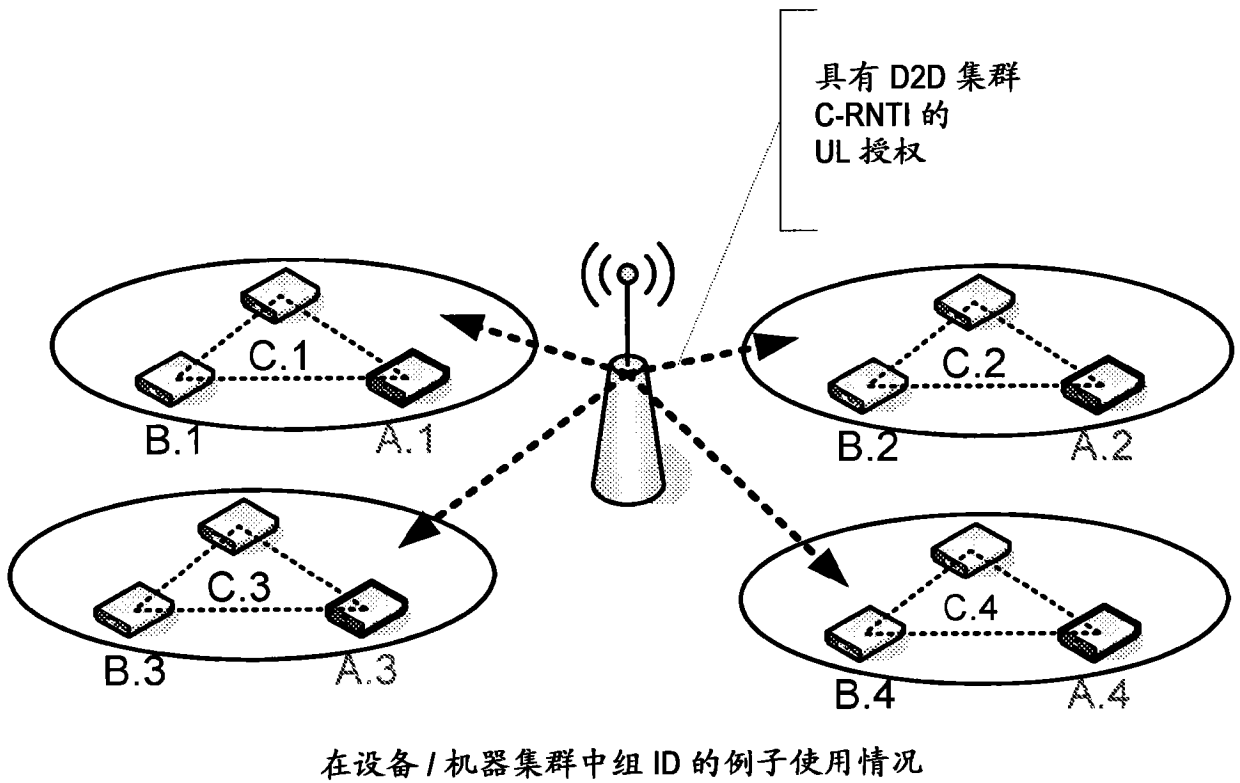 具有 D2D 集群
C-RNTI 的
UL 授权
C.1
B.1
A.1
C.2
B.2
A.2
C.3
B.3
A.3
C.4
B.4
A.4
在设备 / 机器集群中组 ID 的例子使用情况